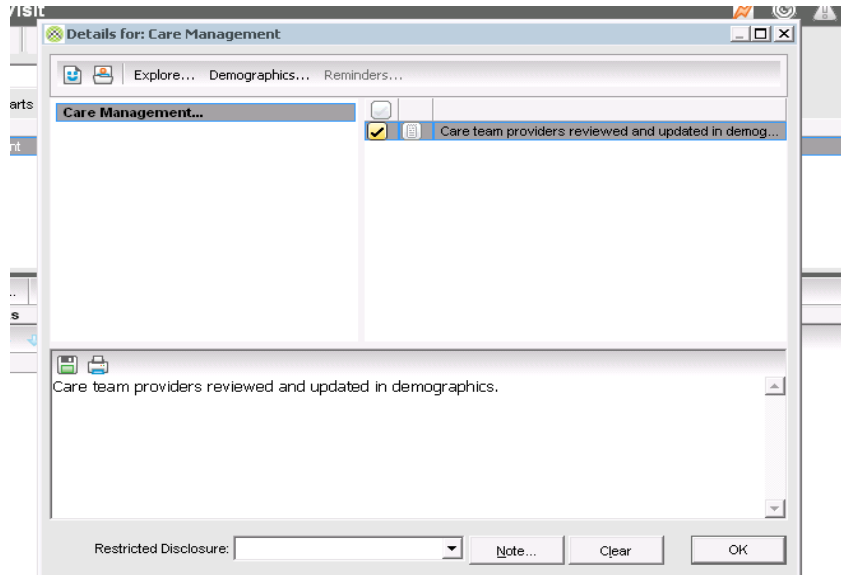 Visit
Details for: Care Management
Explore... Demographics... Reminders...
arts
Care Management...
Care team providers reviewed and updated in demog...
nt
..
s
Care team providers reviewed and updated in demographics.
Restricted Disclosure:
Note...
Clear
OK